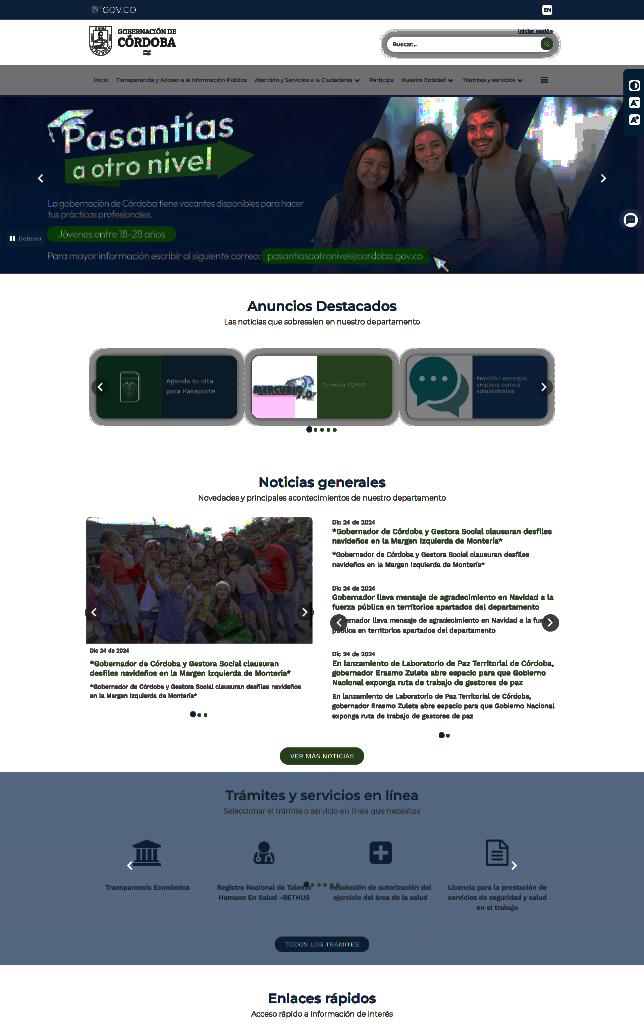 GOV.CO
EN
GOBERNACIÓN DE
CÓRDOBA
Iniciar sesión
Buscar...
Inicio
Transparencia y Acceso a la Información Pública
Atención y Servicios a la Ciudadanía
Participa
Nuestra Entidad
Trámites y servicios
Pasantías
a otro nivel
La gobernación de Córdoba tiene vacantes disponibles para hacer
tus prácticas profesionales.
Detener
Jóvenes entre 18-28 años
Para mayor información escribir al siguiente correo: pasantiasaotronivel@cordoba.gov.co
Anuncios Destacados
Las noticias que sobresalen en nuestro departamento
Agenda tu cita
para Pasaporte
MERCURIO
Consulta PQRSD
Provisión encargos
empleos carrera
administrativa
Noticias generales
Novedades y principales acontecimientos de nuestro departamento
Dic 24 de 2024
*Gobernador de Córdoba y Gestora Social clausuran
desfiles navideños en la Margen Izquierda de Montería*
*Gobernador de Córdoba y Gestora Social clausuran desfiles navideños
en la Margen Izquierda de Montería*
Dic 24 de 2024
*Gobernador de Córdoba y Gestora Social clausuran desfiles
navideños en la Margen Izquierda de Montería*
*Gobernador de Córdoba y Gestora Social clausuran desfiles
navideños en la Margen Izquierda de Montería*
Dic 24 de 2024
Gobernador lleva mensaje de agradecimiento en Navidad a la
fuerza pública en territorios apartados del departamento
Gobernador lleva mensaje de agradecimiento en Navidad a la fuerza
pública en territorios apartados del departamento
Dic 24 de 2024
En lanzamiento de Laboratorio de Paz Territorial de Córdoba,
gobernador Erasmo Zuleta abre espacio para que Gobierno
Nacional exponga ruta de trabajo de gestores de paz
En lanzamiento de Laboratorio de Paz Territorial de Córdoba,
gobernador Erasmo Zuleta abre espacio para que Gobierno Nacional
exponga ruta de trabajo de gestores de paz
VER MÁS NOTICIAS
Trámites y servicios en línea
Seleccionar el trámite o servicio en línea que necesitas
Transparencia Económica
Registro Nacional de Talento
Humano En Salud -RETHUS
Resolución de autorización del
ejercicio del área de la salud
Licencia para la prestación de
servicios de seguridad y salud
en el trabajo
TODOS LOS TRÁMITES
Enlaces rápidos
Acceso rápido a información de interés